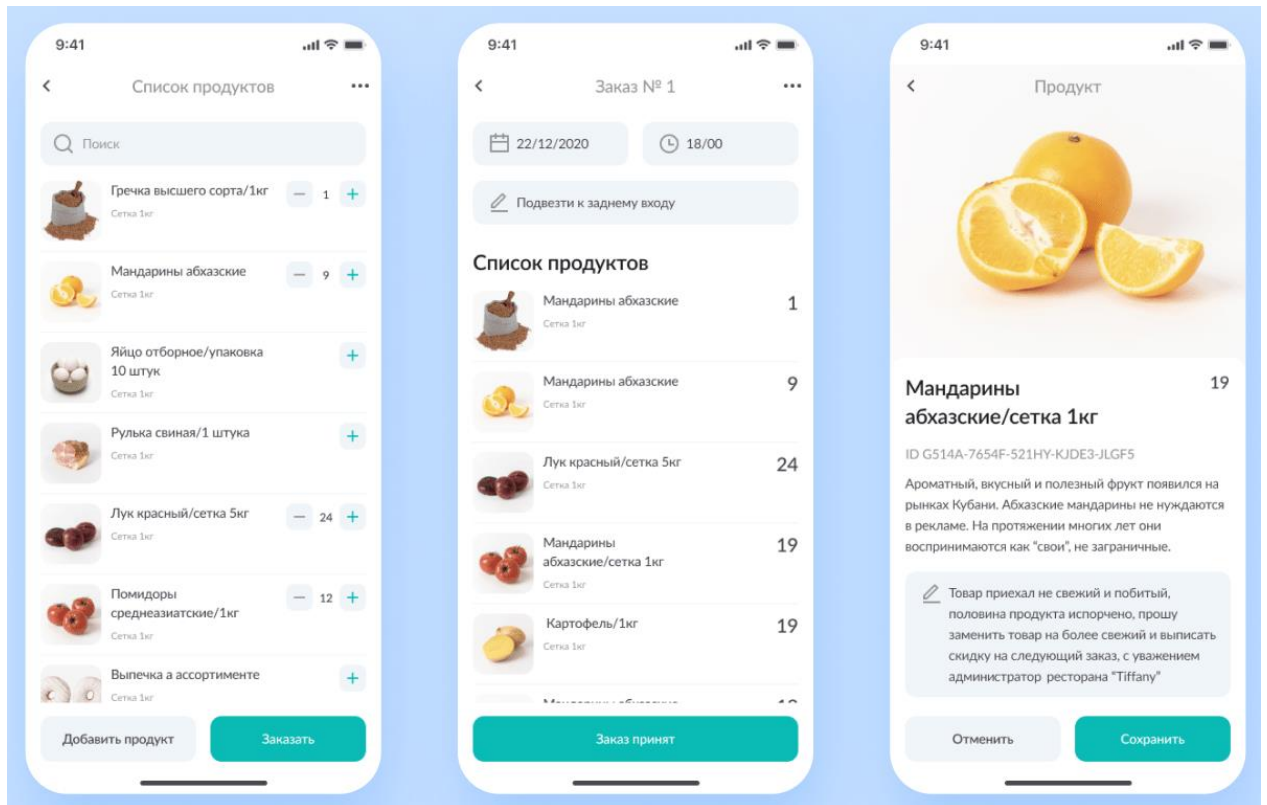 9:41
Список продуктов
Поиск
Гречка высшего сорта/1кг
Сетка 1кг
1
Мандарины абхазские
Сетка 1кг
9
Яйцо отборное/упаковка
10 штук
Сетка 1кг
Рулька свиная/1 штука
Сетка 1кг
Лук красный/сетка 5кг
Сетка 1кг
24
Помидоры
среднеазиатские/1кг
Сетка 1кг
12
Выпечка а ассортименте
Сетка 1кг
Добавить продукт
Заказать
9:41
Заказ № 1
22/12/2020
18/00
Подвезти к заднему входу
Список продуктов
Мандарины абхазские
Сетка 1кг
1
Мандарины абхазские
Сетка 1кг
9
Лук красный/сетка 5кг
Сетка 1кг
24
Мандарины
абхазские/сетка 1кг
Сетка 1кг
19
Картофель/1кг
Сетка 1кг
19
Заказ принят
9:41
Продукт
Мандарины
абхазские/сетка 1кг
19
ID G514A-7654F-521HY-KJDE3-JLGF5
Ароматный, вкусный и полезный фрукт появился на
рынках Кубани. Абхазские мандарины не нуждаются
в рекламе. На протяжении многих лет они
воспринимаются как "свои", не заграничные.
Товар приехал не свежий и побитый,
половина продукта испорчено, прошу
заменить товар на более свежий и выписать
скидку на следующий заказ, с уважением
администратор ресторана "Tiffany"
Отменить
Сохранить